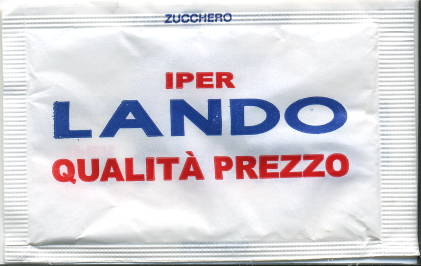 ZUCCHERO
IPER
LANDO
QUALITÀ PREZZO